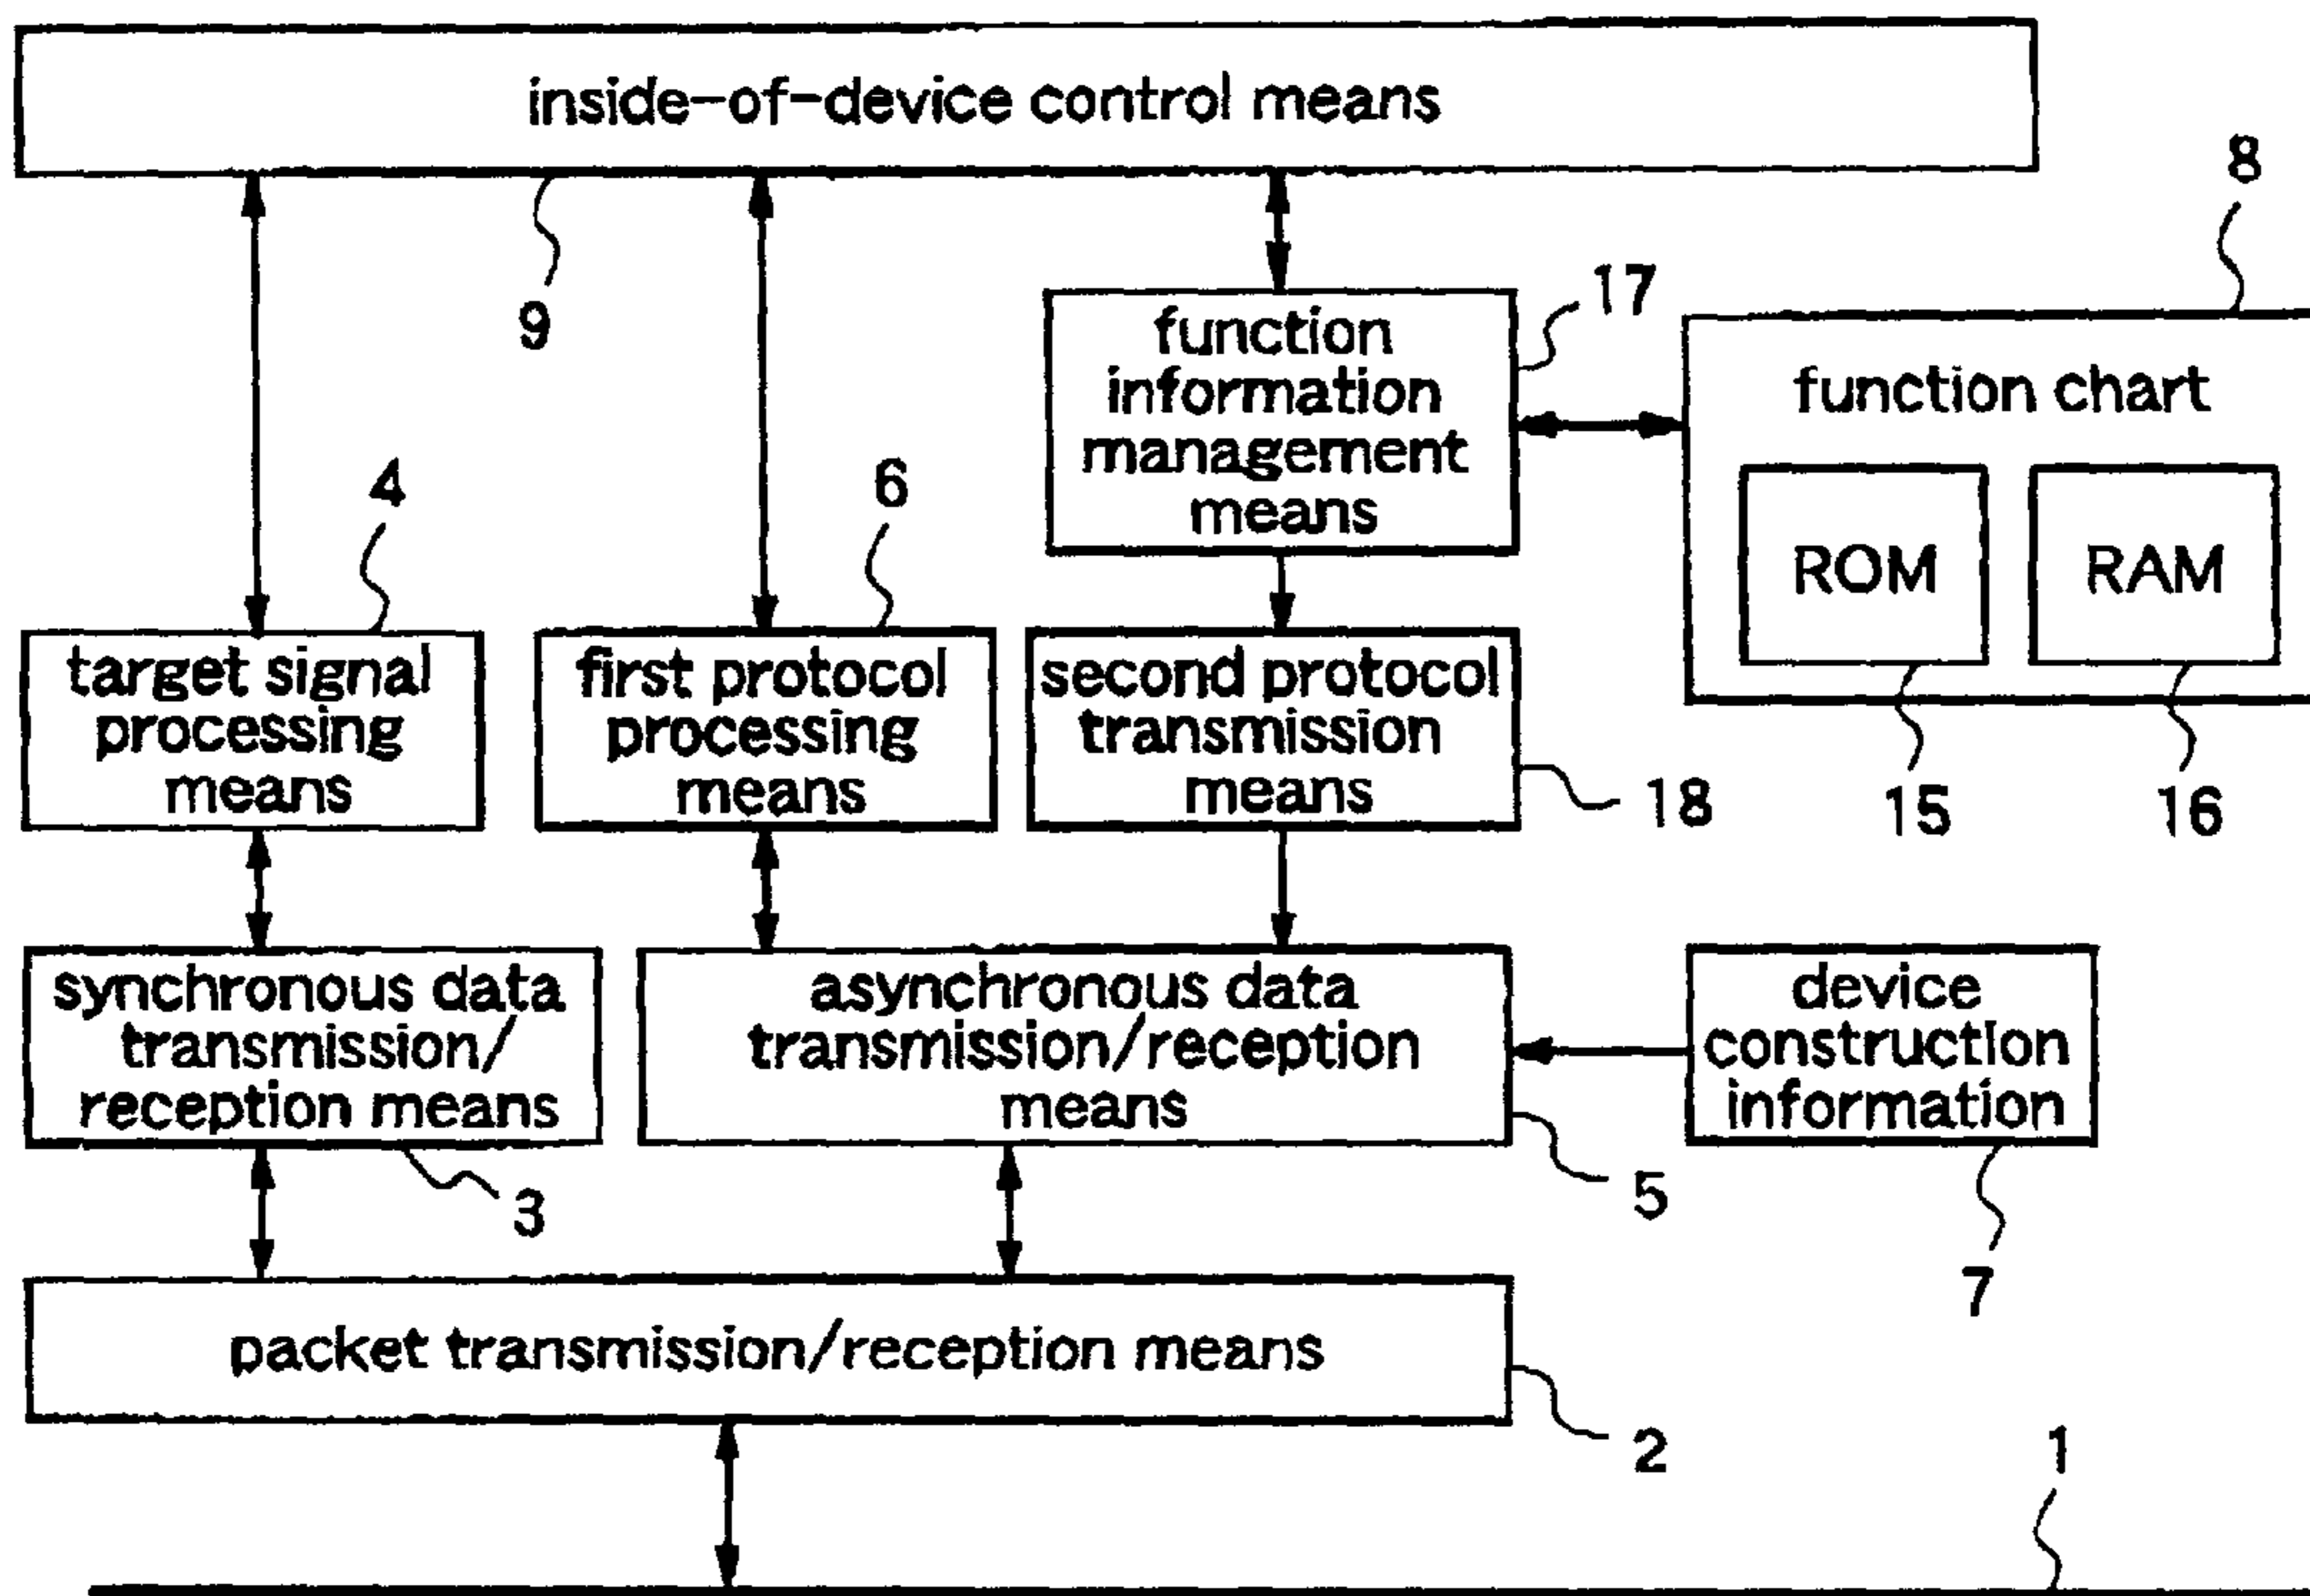 inside-of-device control means
8
9
17
function
information
management
means
function chart
4
6
ROM
RAM
target signal
processing
means
first protocol
processing
means
second protocol
transmission
means
18
15
16
synchronous data
transmission/
reception means
asynchronous data
transmission/reception
means
device
construction
information
3
5
7
packet transmission/reception means
2
1